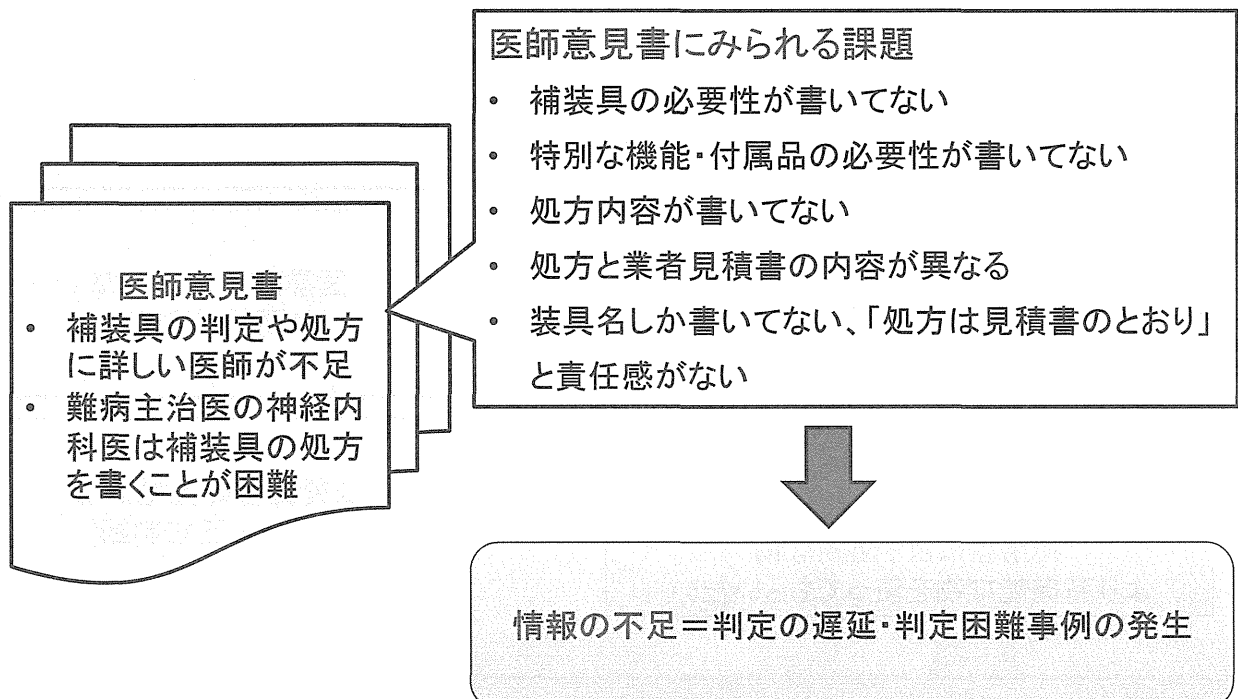 医師意見書にみられる課題
• 補装具の必要性が書いてない
• 特別な機能・付属品の必要性が書いてない
• 処方内容が書いてない
• 処方と業者見積書の内容が異なる
• 装具名しか書いてない、「処方は見積書のとおり」
と責任感がない
医師意見書
• 補装具の判定や処方
に詳しい医師が不足
• 難病主治医の神経内
科医は補装具の処方
を書くことが困難
情報の不足＝判定の遅延・判定困難事例の発生